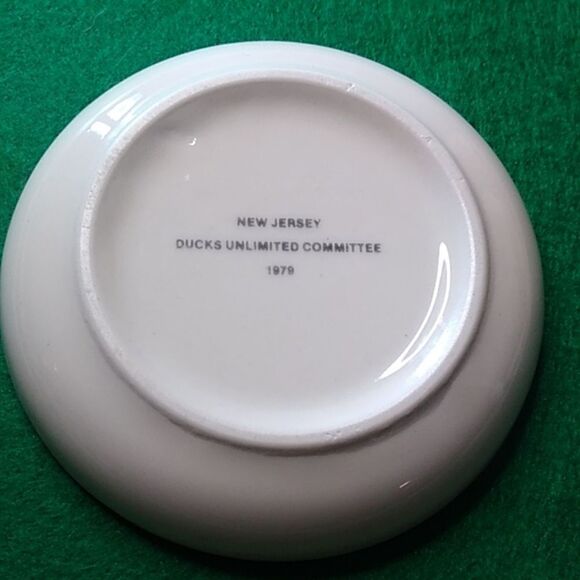 NEW JERSEY
DUCKS UNLIMITED COMMITTEE
1979